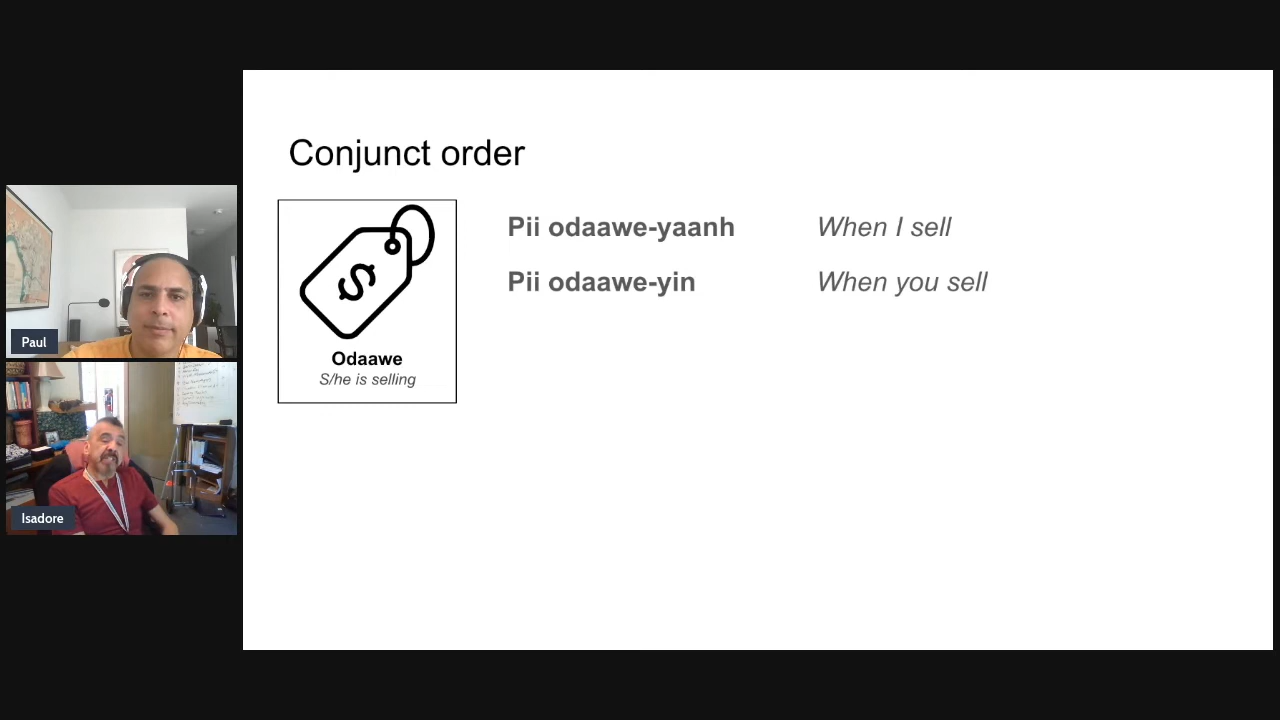 Conjunct order
Pii odaawe-yaanh When I sell
Pii odaawe-yin When you sell
$
Odaawe
S/he is selling
Paul
Isadore